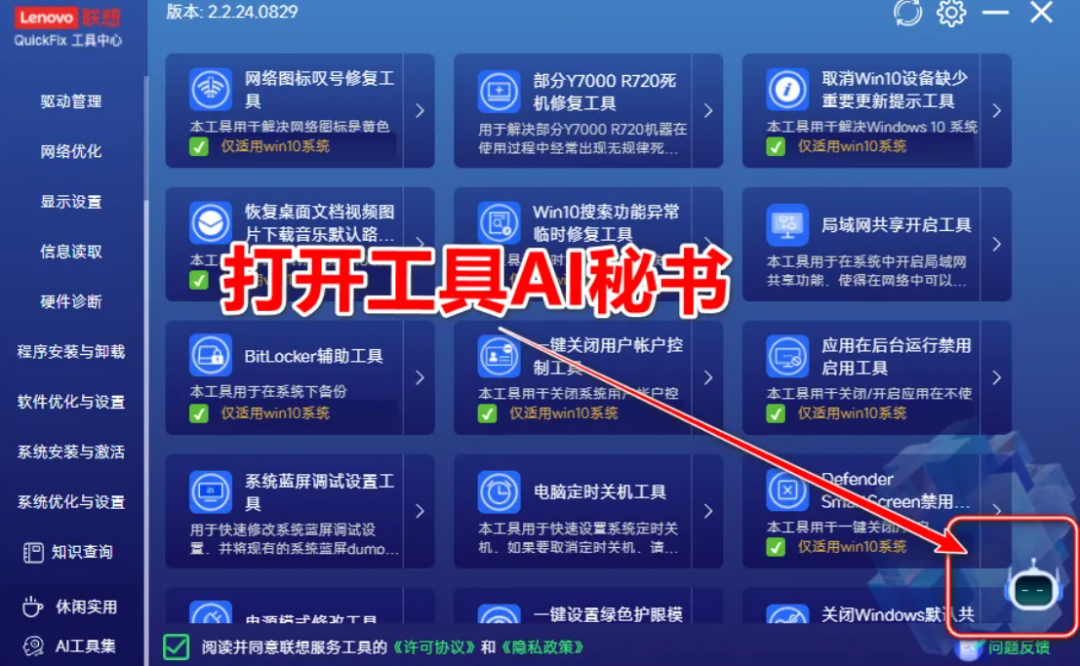 Lenovo 联想
QuickFix 工具中心
版本: 2.2.24.0829
驱动管理
网络优化
显示设置
信息读取
硬件诊断
程序安装与卸载
软件优化与设置
系统安装与激活
系统优化与设置
知识查询
休闲实用
AI工具集
网络图标叹号修复工
具
本工具用于解决网络图标是黄色
仅适用win10系统
部分Y7000 R720死
机修复工具
用于解决部分Y7000 R720机器在
使用过程中经常出现无规律死...
取消Win10设备缺少
重要更新提示工具
本工具用于解决Windows 10 系统
仅适用win10系统
恢复桌面文档视频图
片下载音乐默认路...
Win10搜索功能异常
临时修复工具
局域网共享开启工具
本工具用于在系统中开启局域网
共享功能，使得在网络中可以...
打开工具AI秘书
BitLocker辅助工具
本工具用于在系统下备份
仅适用win10系统
一键关闭用户帐户控
制工具
本工具用于关闭系统用户帐户控
仅适用win10系统
应用在后台运行禁用
启用工具
本工具用于关闭/开启应用在不使
仅适用win10系统
系统蓝屏调试设置工
具
用于快速修改系统蓝屏调试设
置，并将现有的系统蓝屏dump...
电脑定时关机工具
本工具用于快速设置系统定时关
机，如果要取消定时关机，请...
Defender
SmartScreen禁用...
本工具用于一键关闭/
仅适用win10系统
电源模式修改工具
一键设置绿色护眼模
关闭Windows默认共
阅读并同意联想服务工具的《许可协议》和《隐私政策》
问题反馈